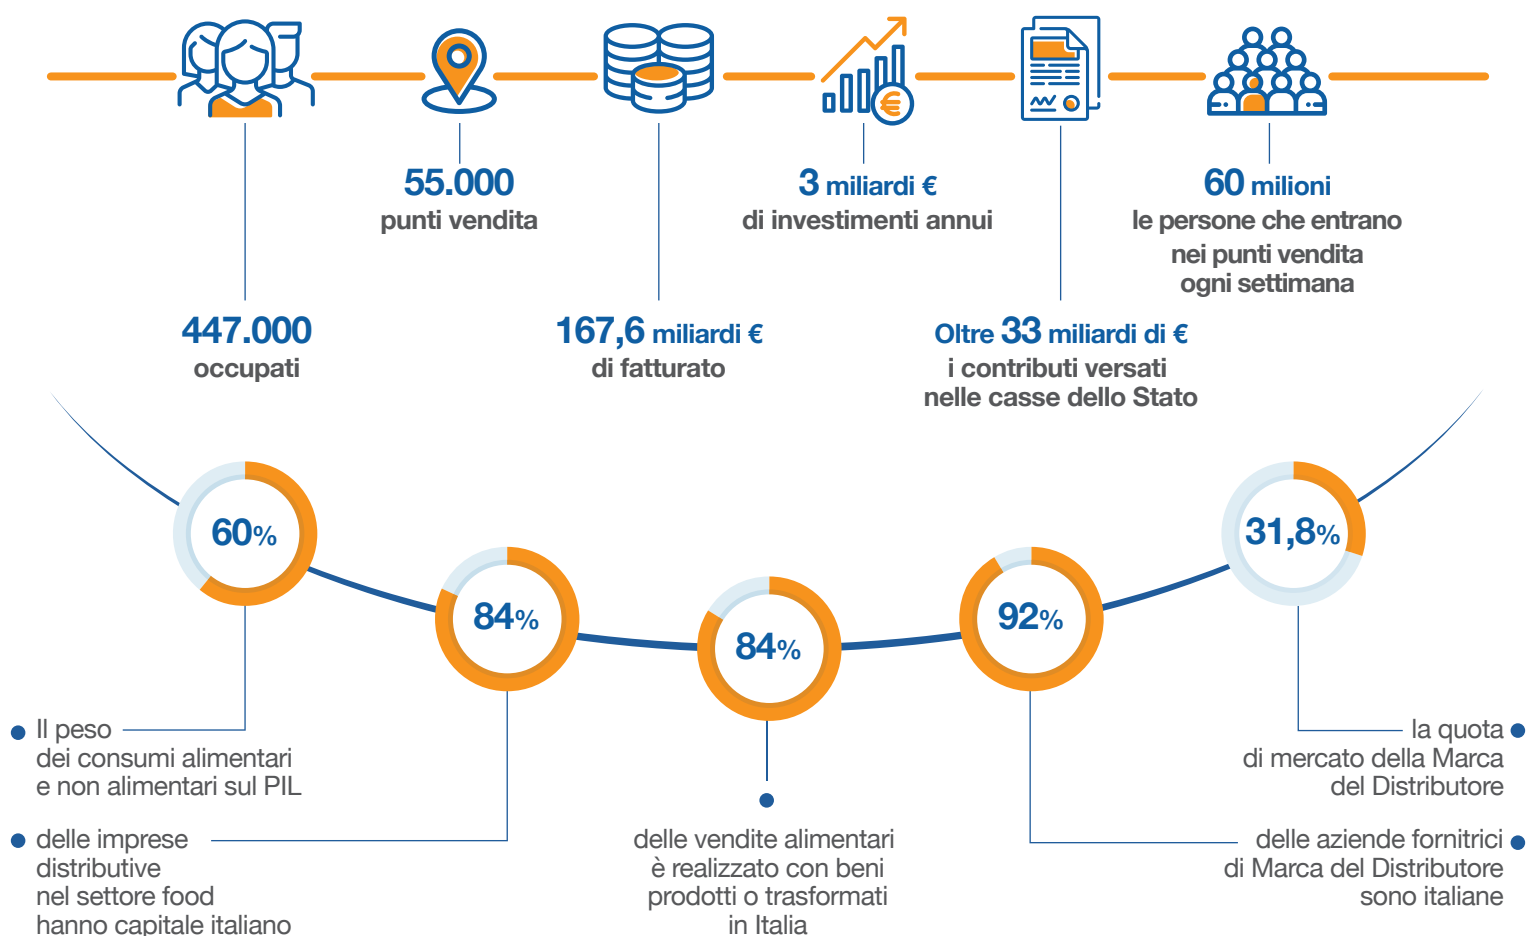 55.000
punti vendita
3 miliardi €
di investimenti annui
60 milioni
le persone che entrano
nei punti vendita
ogni settimana
447.000
occupati
167,6 miliardi €
di fatturato
Oltre 33 miliardi di €
i contributi versati
nelle casse dello Stato
60%
84%
84%
92%
31,8%
Il peso
dei consumi alimentari
e non alimentari sul PIL
delle imprese
distributive
nel settore food
hanno capitale italiano
delle vendite alimentari
è realizzato con beni
prodotti o trasformati
in Italia
la quota
di mercato della Marca
del Distributore
delle aziende fornitrici
di Marca del Distributore
sono italiane